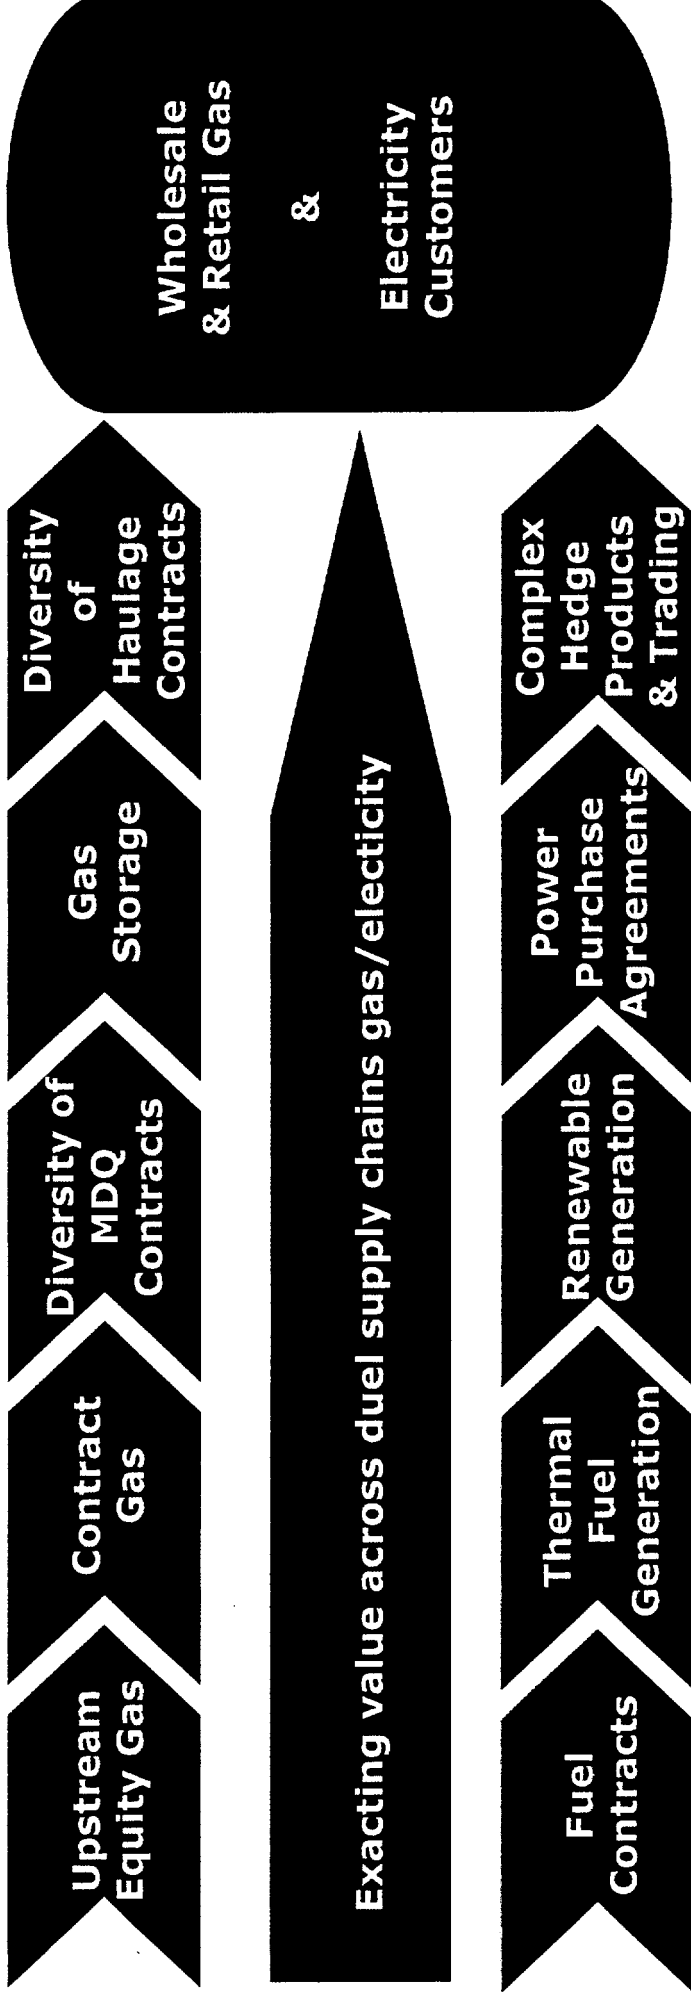 Upstream
Equity Gas
Contract
Gas
Diversity of
MDQ
Contracts
Gas
Storage
Diversity
of
Haulage
Contracts
Exacting value across duel supply chains gas/electicity
Fuel
Contracts
Thermal
Fuel
Generation
Renewable
Generation
Power
Purchase
Agreements
Complex
Hedge
Products
& Trading
Wholesale
& Retail Gas
&
Electricity
Customers